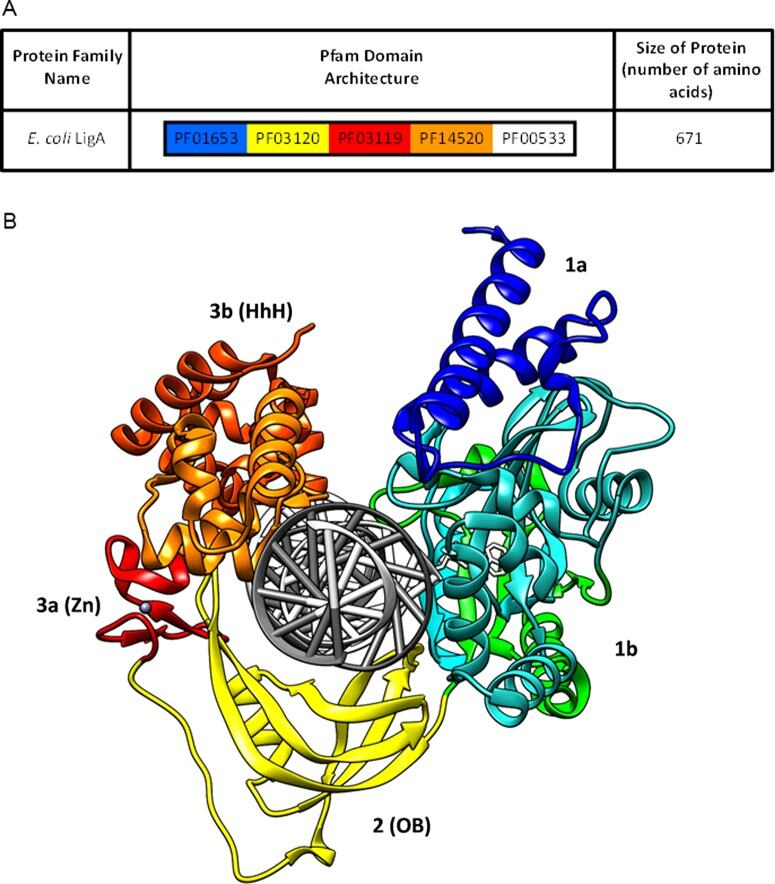 A
Protein Family
Name
Pfam Domain
Architecture
Size of Protein
(number of amino
acids)
E. coli LigA
PF01653 PF03120 PF03119 PF14520 PF00533
671
B
1a
3b (HhH)
3a (Zn)
1b
2 (OB)